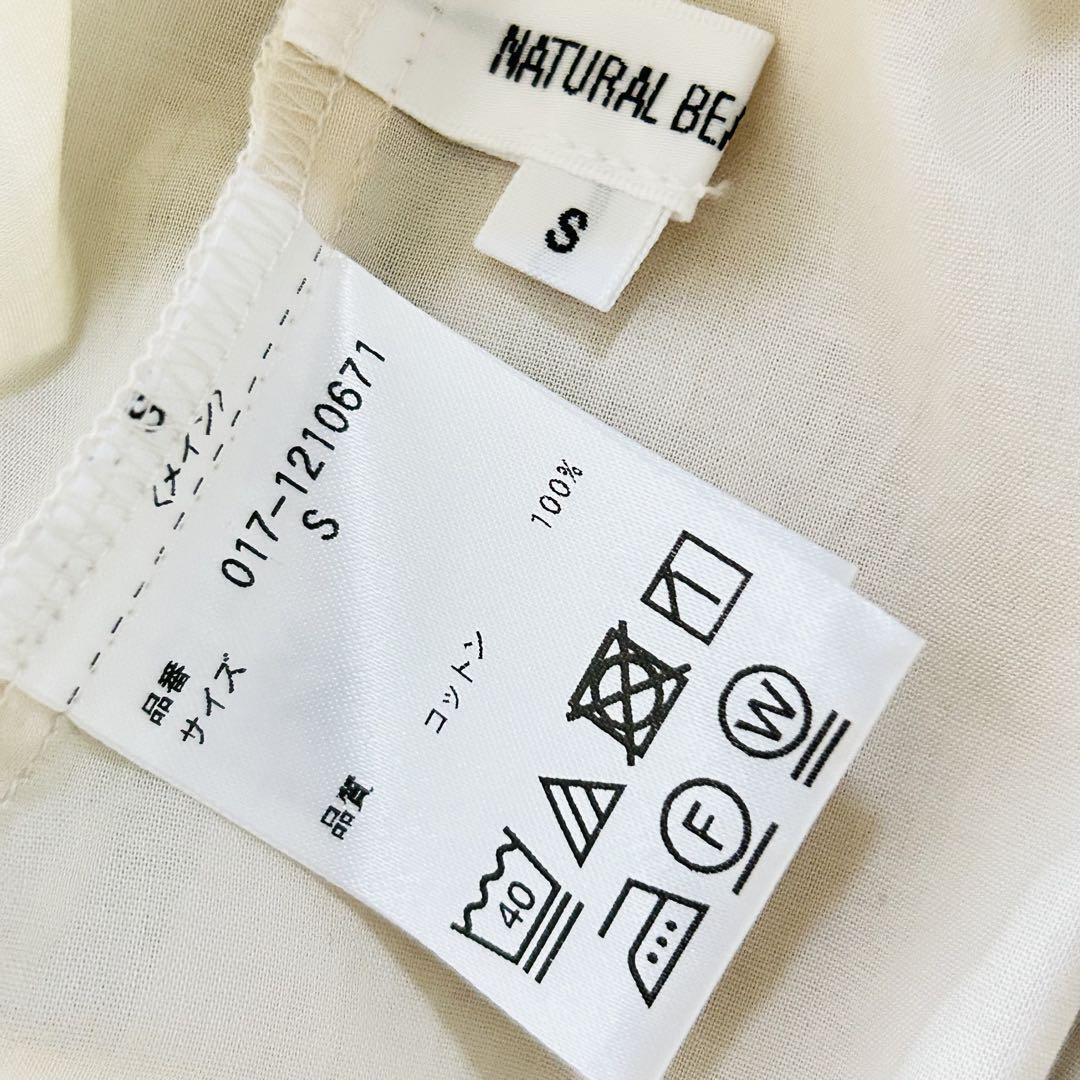 NATURAL BEA
S
S
〈メイン〉
品番 017-1210671
サイズ S
品質
コットン 100%
40
W
F